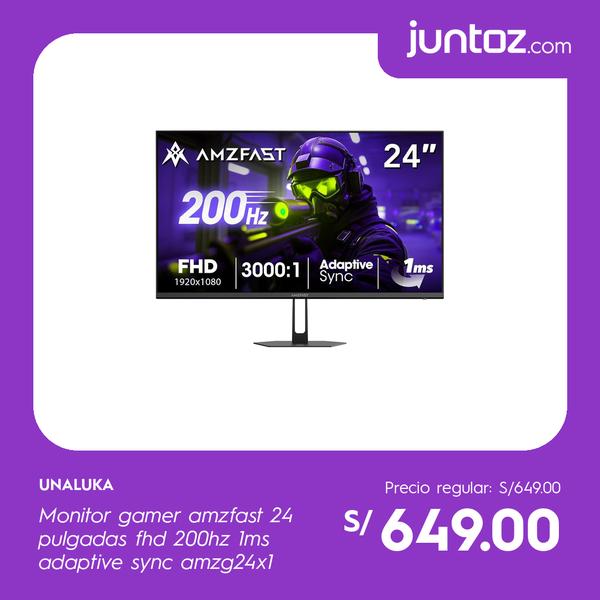 juntoz.com
AMZFAST
24"
200Hz
FHD
1920x1080
3000:1
Adaptive
Sync
1ms
UNALUKA
Monitor gamer amzfast 24
pulgadas fhd 200hz 1ms
adaptive sync amzg24x1
Precio regular: S/649.00
S/ 649.00